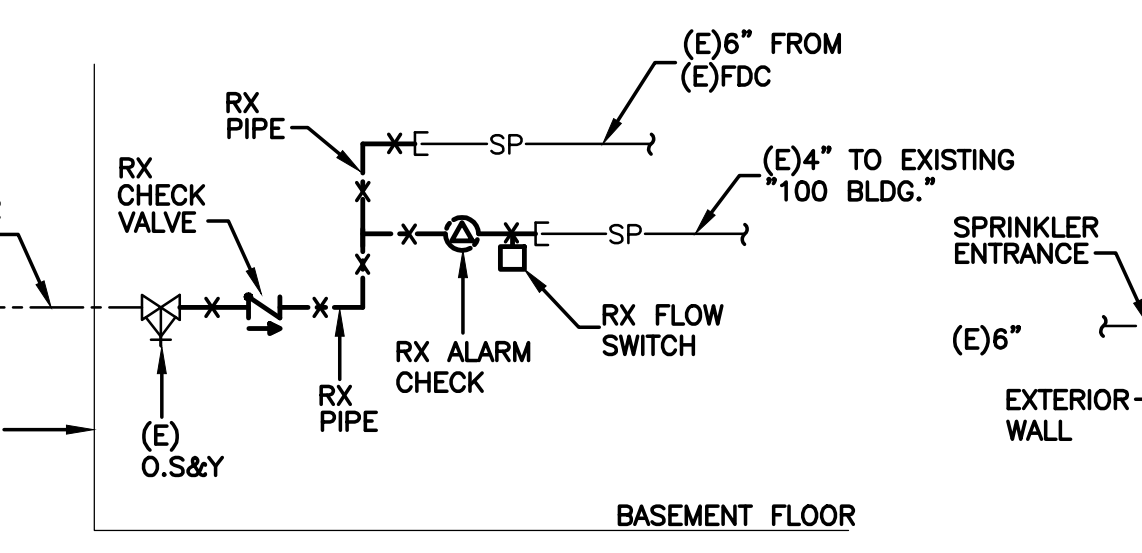 (E)6” FROM
(E)FDC
RX
PIPE
SP
(E)4” TO EXISTING
"100 BLDG."
RX
CHECK
VALVE
SP
SPRINKLER
ENTRANCE
RX FLOW
SWITCH
(E)6”
RX ALARM
CHECK
RX
PIPE
EXTERIOR
WALL
(E)
O.S&Y
BASEMENT FLOOR